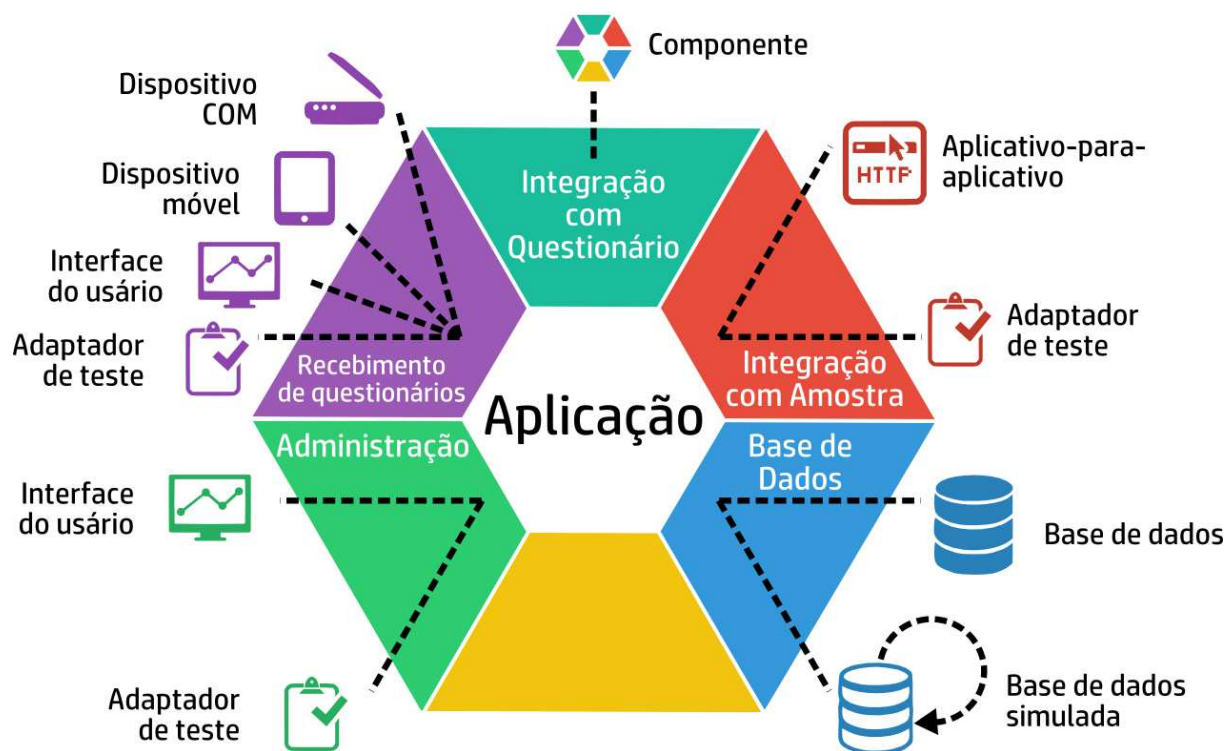 Componente
Dispositivo
COM
Dispositivo
móvel
Interface
do usário
Adaptador
de teste
Integração
com
Questionário
HTTP
Aplicativo-para-
aplicativo
Adaptador
de teste
Recebimento
de questionários
Integração
com Amostra
Aplicação
Administração
Base de
Dados
Interface
do usário
Base de dados
Adaptador
de teste
Base de dados
simulada